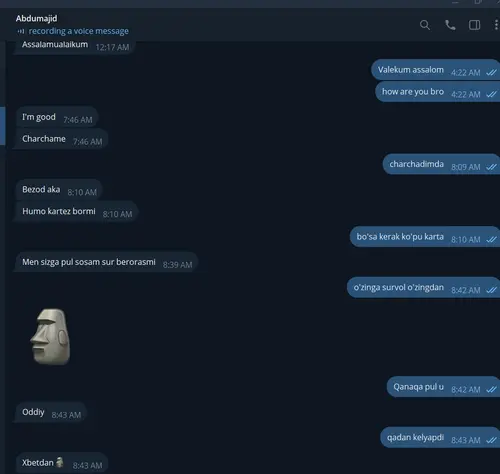 Abdumajid
recording a voice message
Assalamualaikum 12:17 AM
Valekum assalom 4:22 AM
how are you bro 4:22 AM
I'm good 7:46 AM
Charchame 7:46 AM
charchadimda 8:09 AM
Bezod aka 8:10 AM
Humo kartez bormi 8:10 AM
bo'sa kerak ko'pu karta 8:10 AM
Men sizga pul sosam sur berorasmi 8:39 AM
o'zinga survol o'zingdan 8:42 AM
Qanaqa pul u 8:42 AM
Oddiy 8:43 AM
qadan kelyapdi 8:43 AM
Xbetdan🗿 8:43 AM